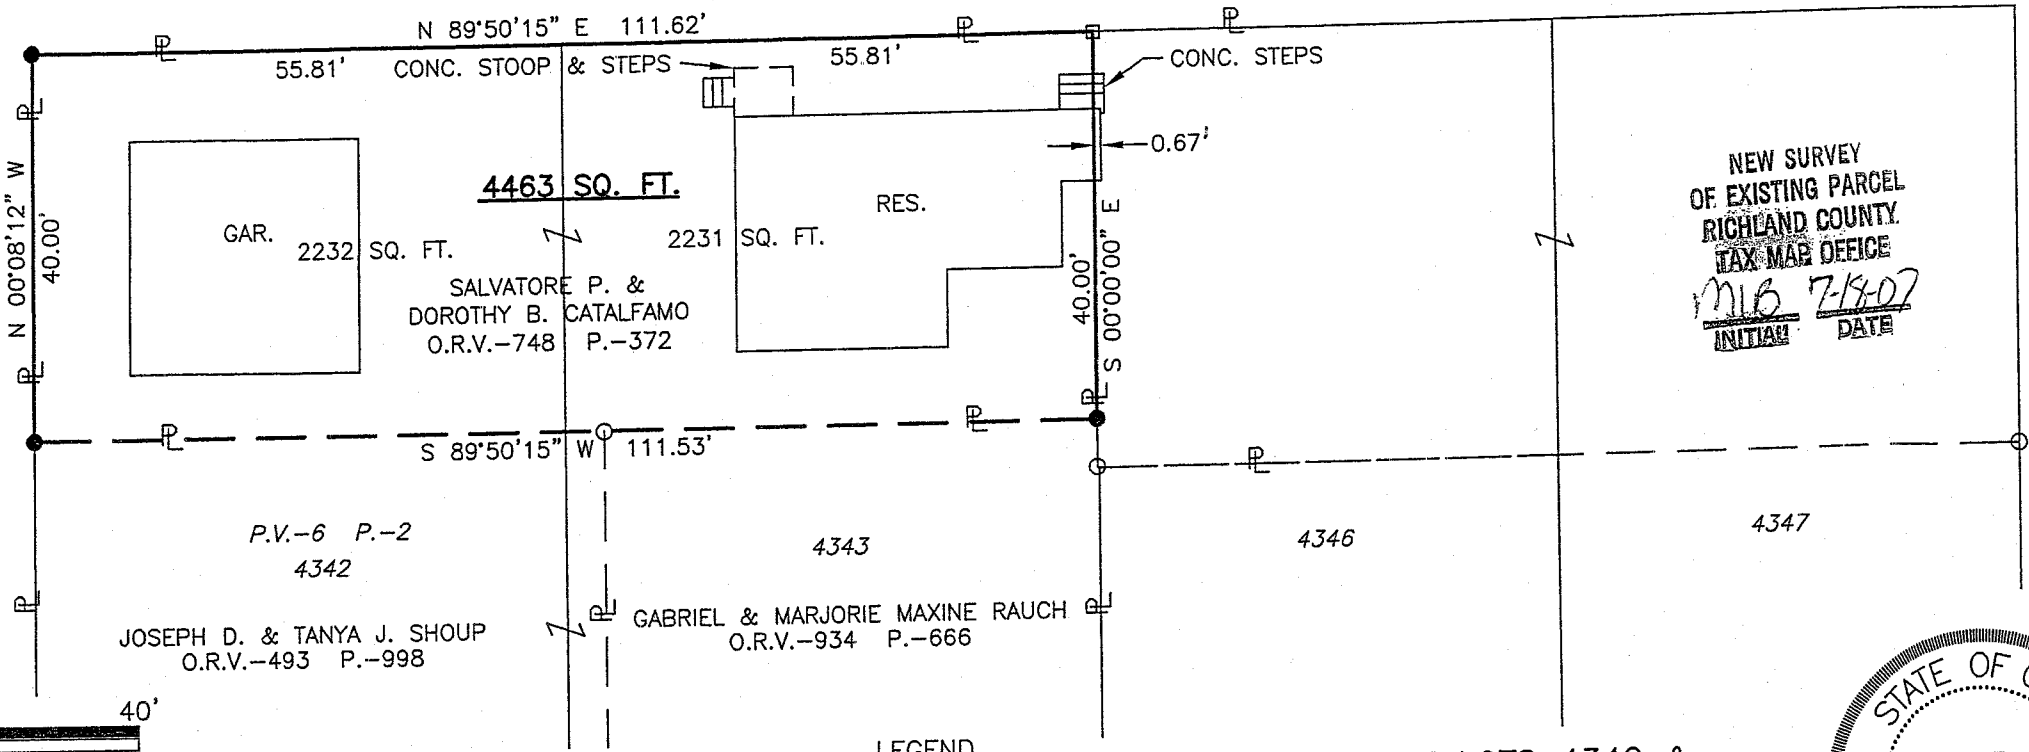 N 89°50'15" E 111.62'
55.81'
CONC. STOOP & STEPS
55.81'
CONC. STEPS
0.67'
N 00°08'12" W
40.00'
GAR.
4463 SQ. FT.
2232 SQ. FT.
2231 SQ. FT.
RES.
SALVATORE P. &
DOROTHY B. CATALFAMO
O.R.V.-748 P.-372
40.00'
S 00°00'00" E
NEW SURVEY
OF EXISTING PARCEL
RICHLAND COUNTY
TAX MAP OFFICE
MLB 7-18-07
INITIAL DATE
S 89°50'15" W 111.53'
P.V.-6 P.-2
4342
4343
4346
4347
JOSEPH D. & TANYA J. SHOUP
O.R.V.-493 P.-998
GABRIEL & MARJORIE MAXINE RAUCH
O.R.V.-934 P.-666
40'
LEGEND
STATE OF